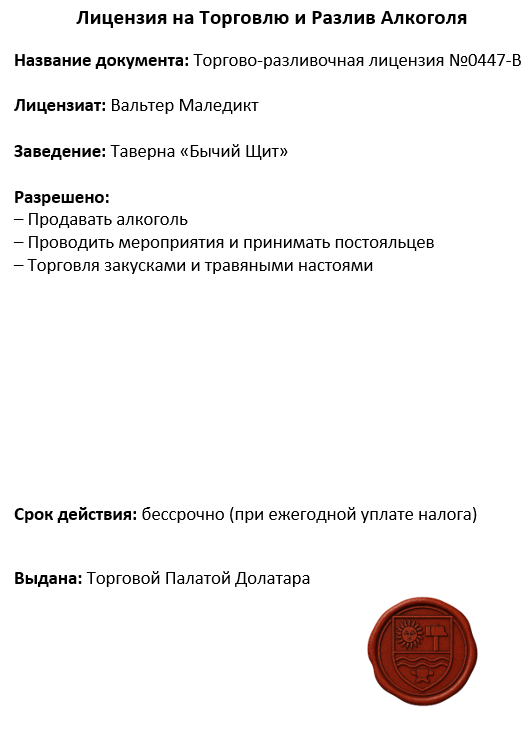 Лицензия на Торговлю и Разлив Алкоголя
Название документа: Торгово-разливочная лицензия №0447-В
Лицензиат: Вальтер Маледикт
Заведение: Таверна «Бычий Щит»
Разрешено:
– Продавать алкоголь
– Проводить мероприятия и принимать постояльцев
– Торговля закусками и травяными настоями
Срок действия: бессрочно (при ежегодной уплате налога)
Выдана: Торговой Палатой Долатара